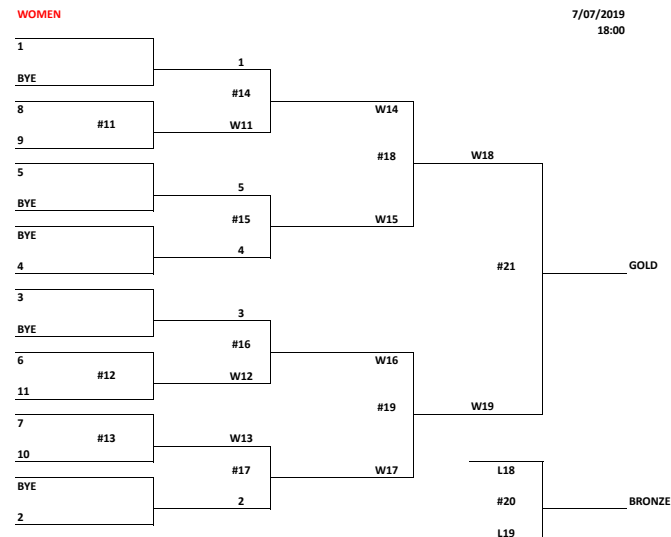 WOMEN 7/07/2019
18:00
1
1
BYE
#14
8
#11
W11
W14
9
#18
W18
5
5
BYE
#15
W15
BYE
4
4
#21
GOLD
3
3
BYE
#16
6
#12
W12
W16
11
#19
W19
7
#13
W13
10
#17
W17
L18
BYE
2
#20
BRONZE
2
L19